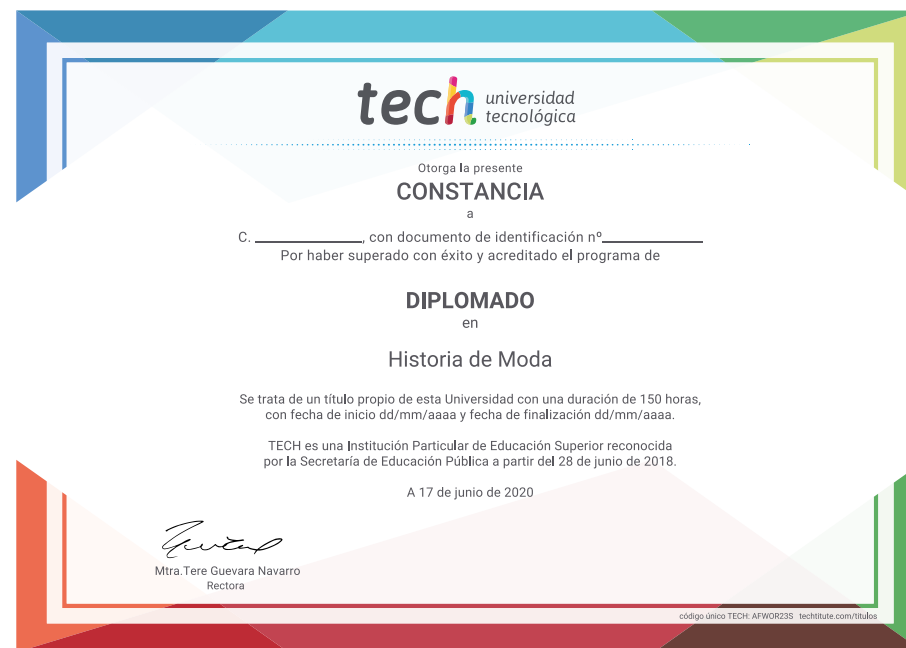 tech universidad
tecnológica
Otorga la presente
CONSTANCIA
a
C. ____________, con documento de identificación nº____________
Por haber superado con éxito y acreditado el programa de
DIPLOMADO
en
Historia de Moda
Se trata de un título propio de esta Universidad con una duración de 150 horas,
con fecha de inicio dd/mm/aaaa y fecha de finalización dd/mm/aaaa.
TECH es una Institución Particular de Educación Superior reconocida
por la Secretaría de Educación Pública a partir del 28 de junio de 2018.
A 17 de junio de 2020
Mtra.Tere Guevara Navarro
Rectora
código único TECH: AFWOR23S techtitute.com/titulos